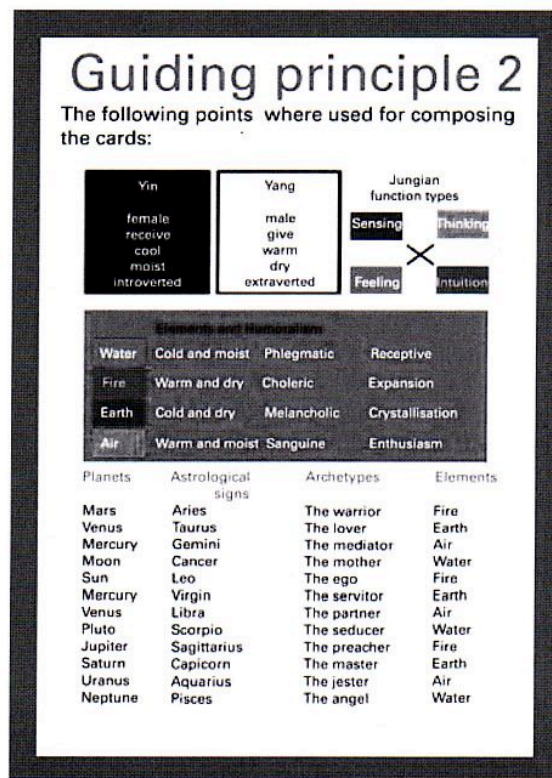 Guiding principle 2
The following points where used for composing
the cards:
Yin
female
receive
cool
moist
introverted
Yang
male
give
warm
dry
extraverted
Jungian
function types
Sensing Thinking
Feeling Intuition
Elements and Humoralism
Water Cold and moist Phlegmatic Receptive
Fire Warm and dry Choleric Expansion
Earth Cold and dry Melancholic Crystallisation
Air Warm and moist Sanguine Enthusiasm
Planets Astrological Archetypes Elements
signs
Mars Aries The warrior Fire
Venus Taurus The lover Earth
Mercury Gemini The mediator Air
Moon Cancer The mother Water
Sun Leo The ego Fire
Mercury Virgin The servitor Earth
Venus Libra The partner Air
Pluto Scorpio The seducer Water
Jupiter Sagittarius The preacher Fire
Saturn Capicorn The master Earth
Uranus Aquarius The jester Air
Neptune Pisces The angel Water